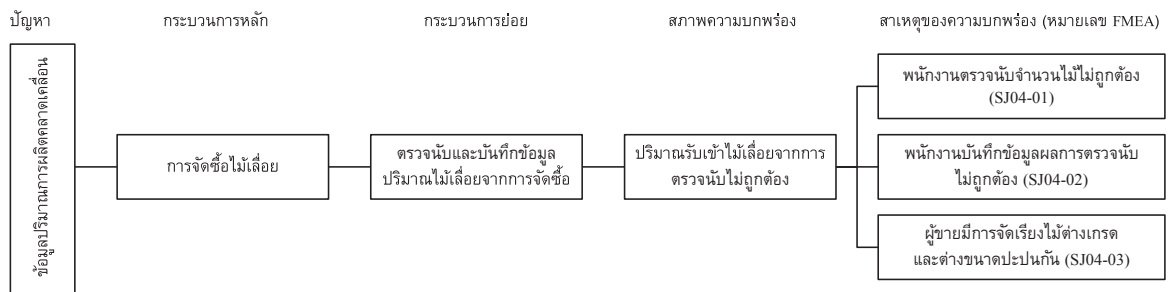 ปัญหา
กระบวนการหลัก
กระบวนการย่อย
สภาพความบกพร่อง
สาเหตุของความบกพร่อง (หมายเลข FMEA)
ข้อมูลปริมาณการผลิตคลาดเคลื่อน
การจัดซื้อไม้เลื่อย
ตรวจนับและบันทึกข้อมูล
ปริมาณไม้เลื่อยจากการจัดซื้อ
ปริมาณรับเข้าไม้เลื่อยจากการ
ตรวจนับไม่ถูกต้อง
พนักงานตรวจนับจำนวนไม้ไม่ถูกต้อง
(SJ04-01)
พนักงานบันทึกข้อมูลผลการตรวจนับ
ไม่ถูกต้อง (SJ04-02)
ผู้ขายมีการจัดเรียงไม้ต่างเกรด
และต่างขนาดปะปนกัน (SJ04-03)